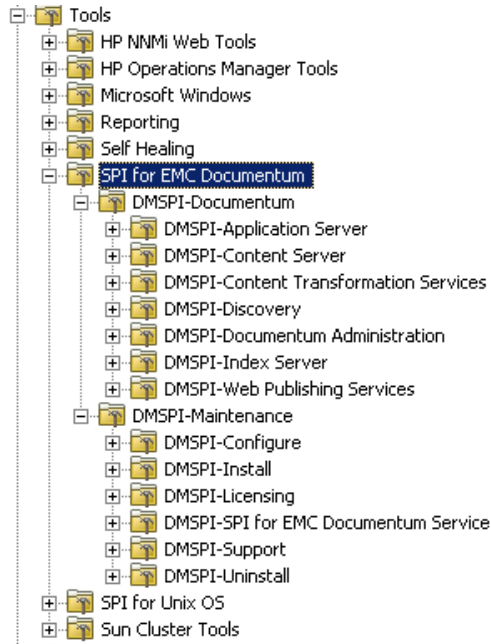 Tools
HP NNMi Web Tools
HP Operations Manager Tools
Microsoft Windows
Reporting
Self Healing
SPI for EMC Documentum
DMSPI-Documentum
DMSPI-Application Server
DMSPI-Content Server
DMSPI-Content Transformation Services
DMSPI-Discovery
DMSPI-Documentum Administration
DMSPI-Index Server
DMSPI-Web Publishing Services
DMSPI-Maintenance
DMSPI-Configure
DMSPI-Install
DMSPI-Licensing
DMSPI-SPI for EMC Documentum Service
DMSPI-Support
DMSPI-Uninstall
SPI for Unix OS
Sun Cluster Tools